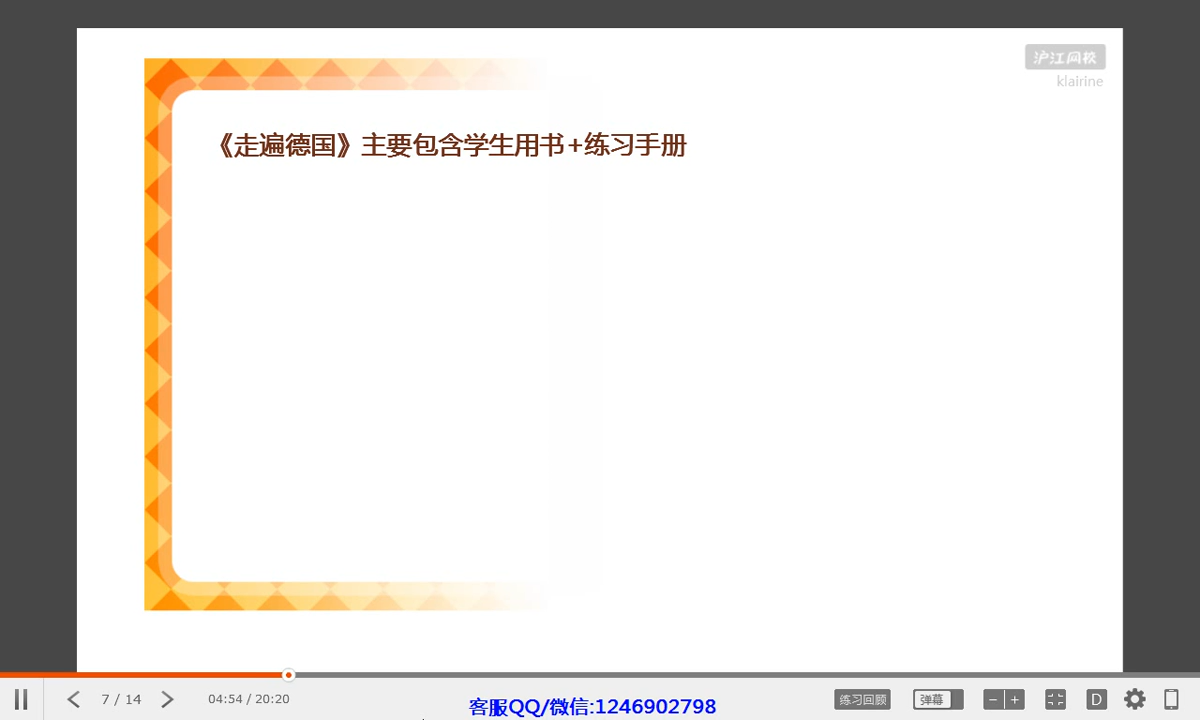 沪江网校
klairine
《走遍德国》主要包含学生用书+练习手册
7 / 14
04:54 / 20:20
客服QQ/微信:1246902798
练习回顾
弹幕
D